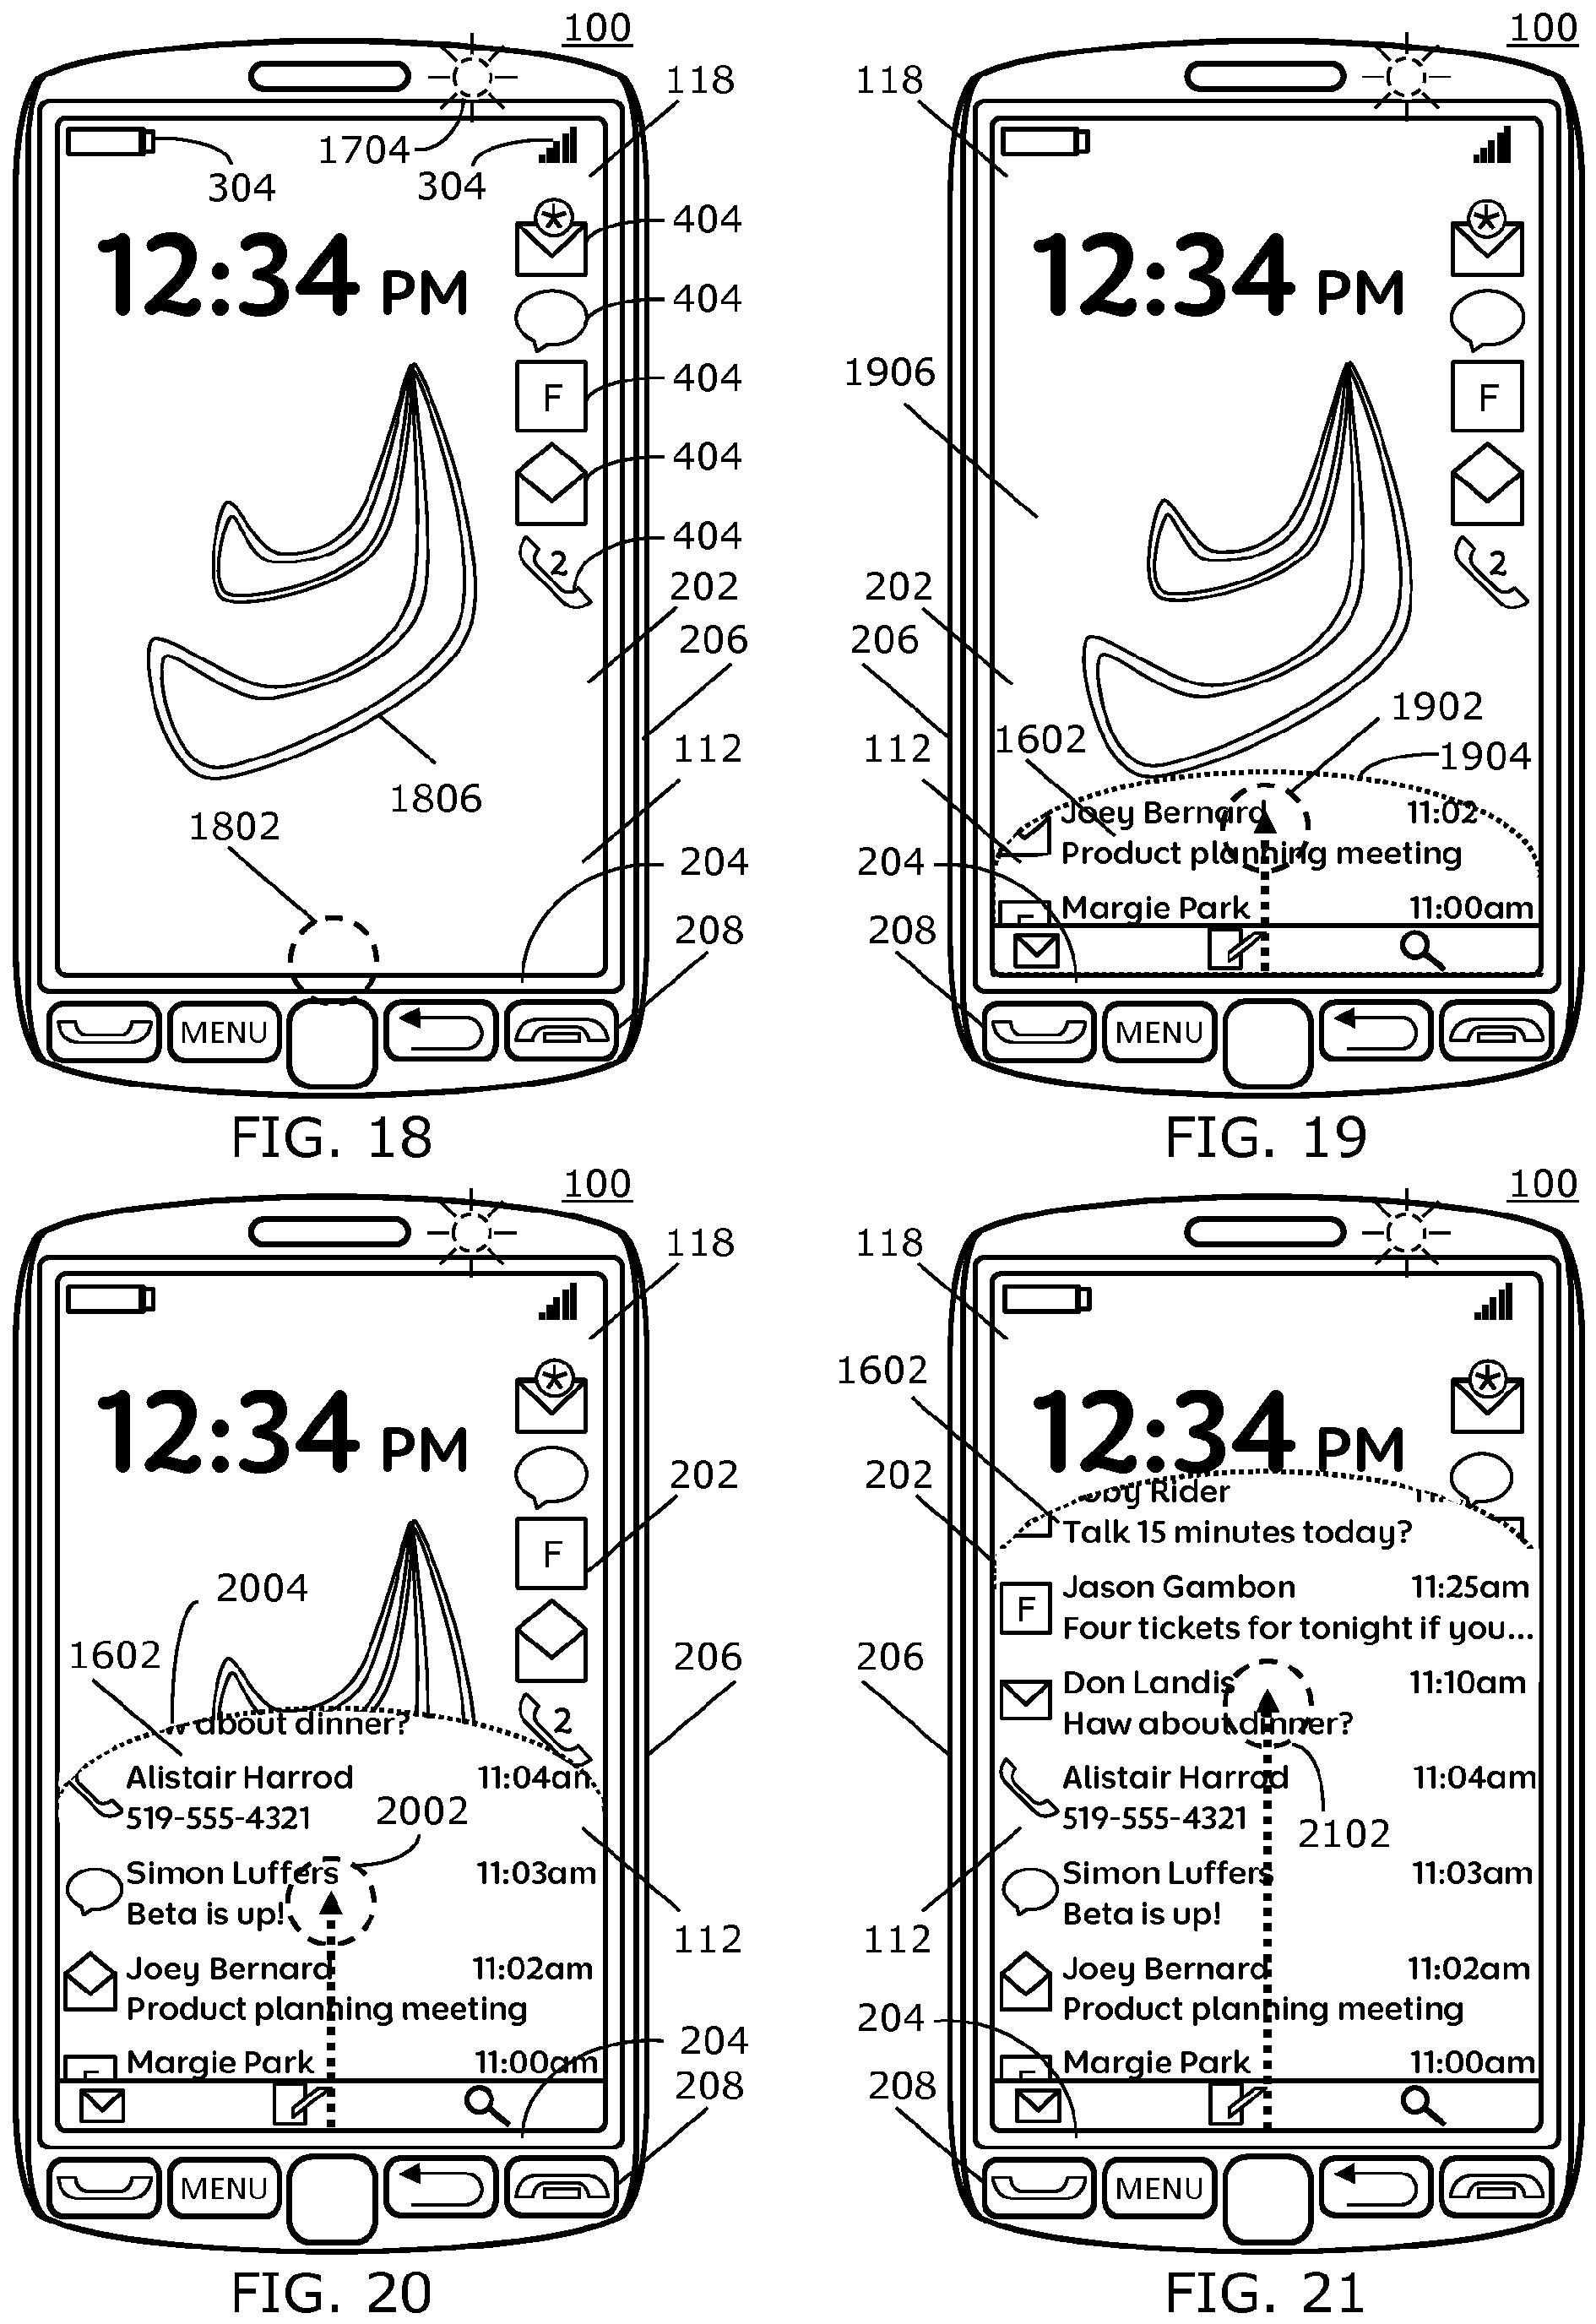 100
118
1704
304
304
404
12:34 PM
404
404
F
404
404
2
202
206
112
1806
1802
204
208
MENU
FIG. 18
100
118
12:34 PM
1906
F
2
202
206
1902
1602
112
1904
Joey Bernard 11:02
Product planning meeting
204
Margie Park 11:00am
F
208
MENU
FIG. 19
100
118
12:34 PM
202
F
2004
1602
206
2
about dinner?
Alistair Harrod 11:04am
519-555-4321
2002
Simon Luffers 11:03am
Beta is up!
112
Joey Bernard 11:02am
Product planning meeting
204
Margie Park 11:00am
F
208
MENU
FIG. 20
100
118
1602
12:34 PM
202
oby Rider
Talk 15 minutes today?
Jason Gambon 11:25am
F
Four tickets for tonight if you...
206
Don Landis 11:10am
Haw about dinner?
Alistair Harrod 11:04am
519-555-4321
2102
Simon Luffers 11:03am
Beta is up!
112
Joey Bernard 11:02am
Product planning meeting
204
Margie Park 11:00am
F
208
MENU
FIG. 21